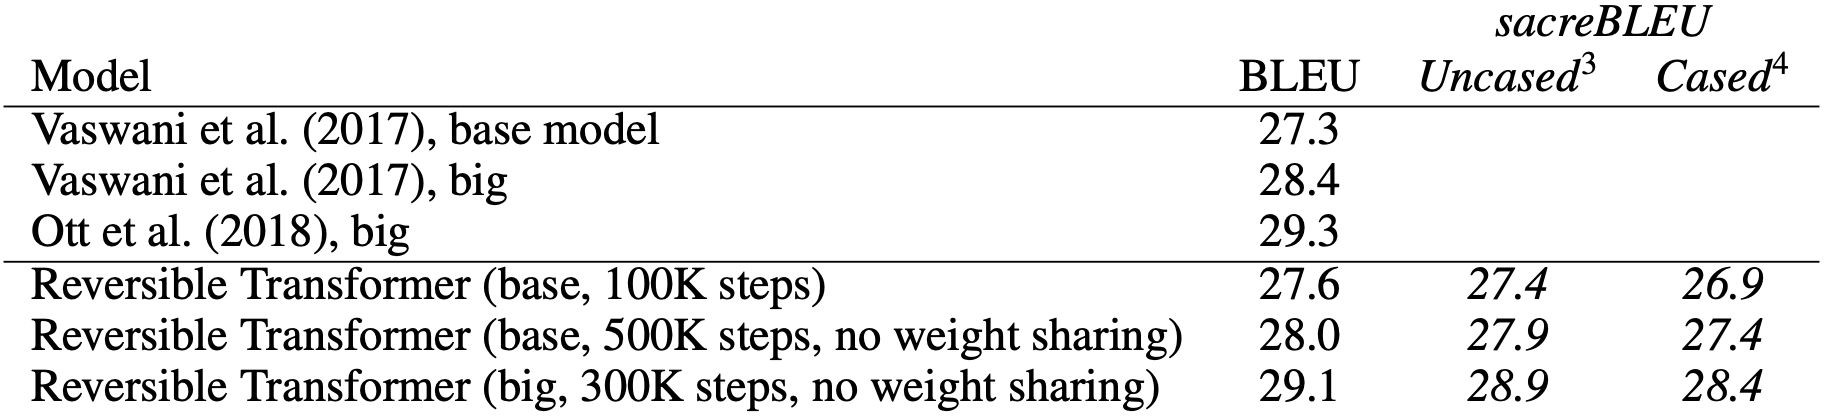 sacreBLEU
Model BLEU Uncased³ Cased⁴
Vaswani et al. (2017), base model 27.3
Vaswani et al. (2017), big 28.4
Ott et al. (2018), big 29.3
Reversible Transformer (base, 100K steps) 27.6 27.4 26.9
Reversible Transformer (base, 500K steps, no weight sharing) 28.0 27.9 27.4
Reversible Transformer (big, 300K steps, no weight sharing) 29.1 28.9 28.4